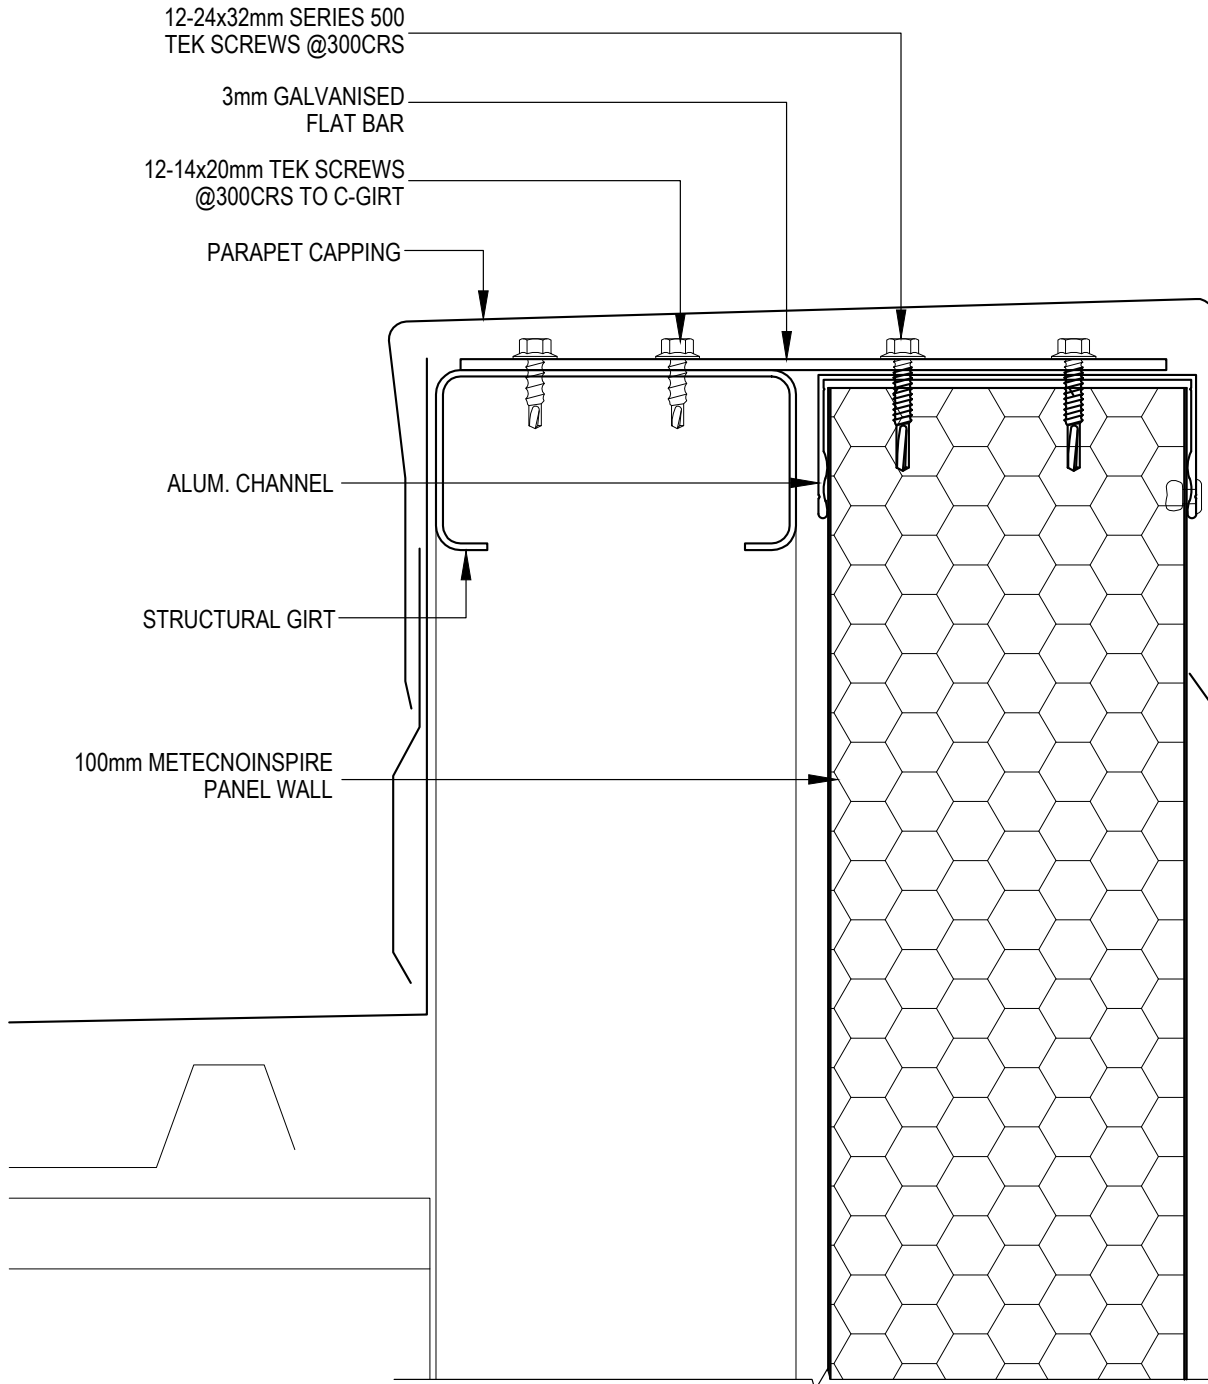 12-24x32mm SERIES 500
TEK SCREWS @300CRS
3mm GALVANISED
FLAT BAR
12-14x20mm TEK SCREWS
@300CRS TO C-GIRT
PARAPET CAPPING
ALUM. CHANNEL
STRUCTURAL GIRT
100mm METECNOINSPIRE
PANEL WALL